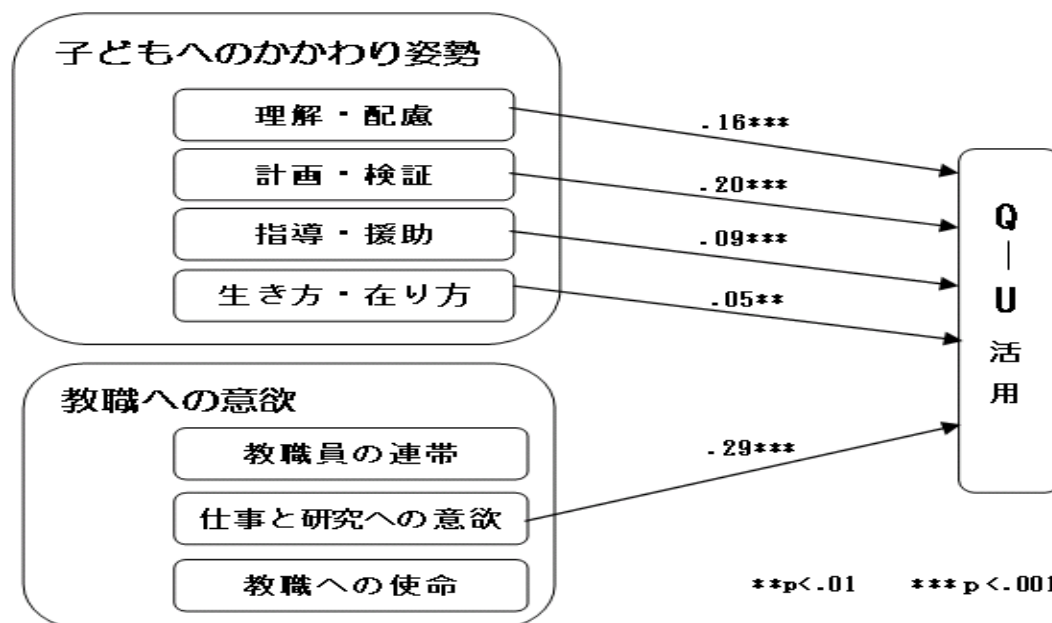 子どもへのかかわり姿勢
理解・配慮
計画・検証
指導・援助
生き方・在り方
.16***
.20***
.09***
.05**
Q－U活用
教職への意欲
教職員の連帯
仕事と研究への意欲
教職への使命
.29***
**p<.01 ***p<.001